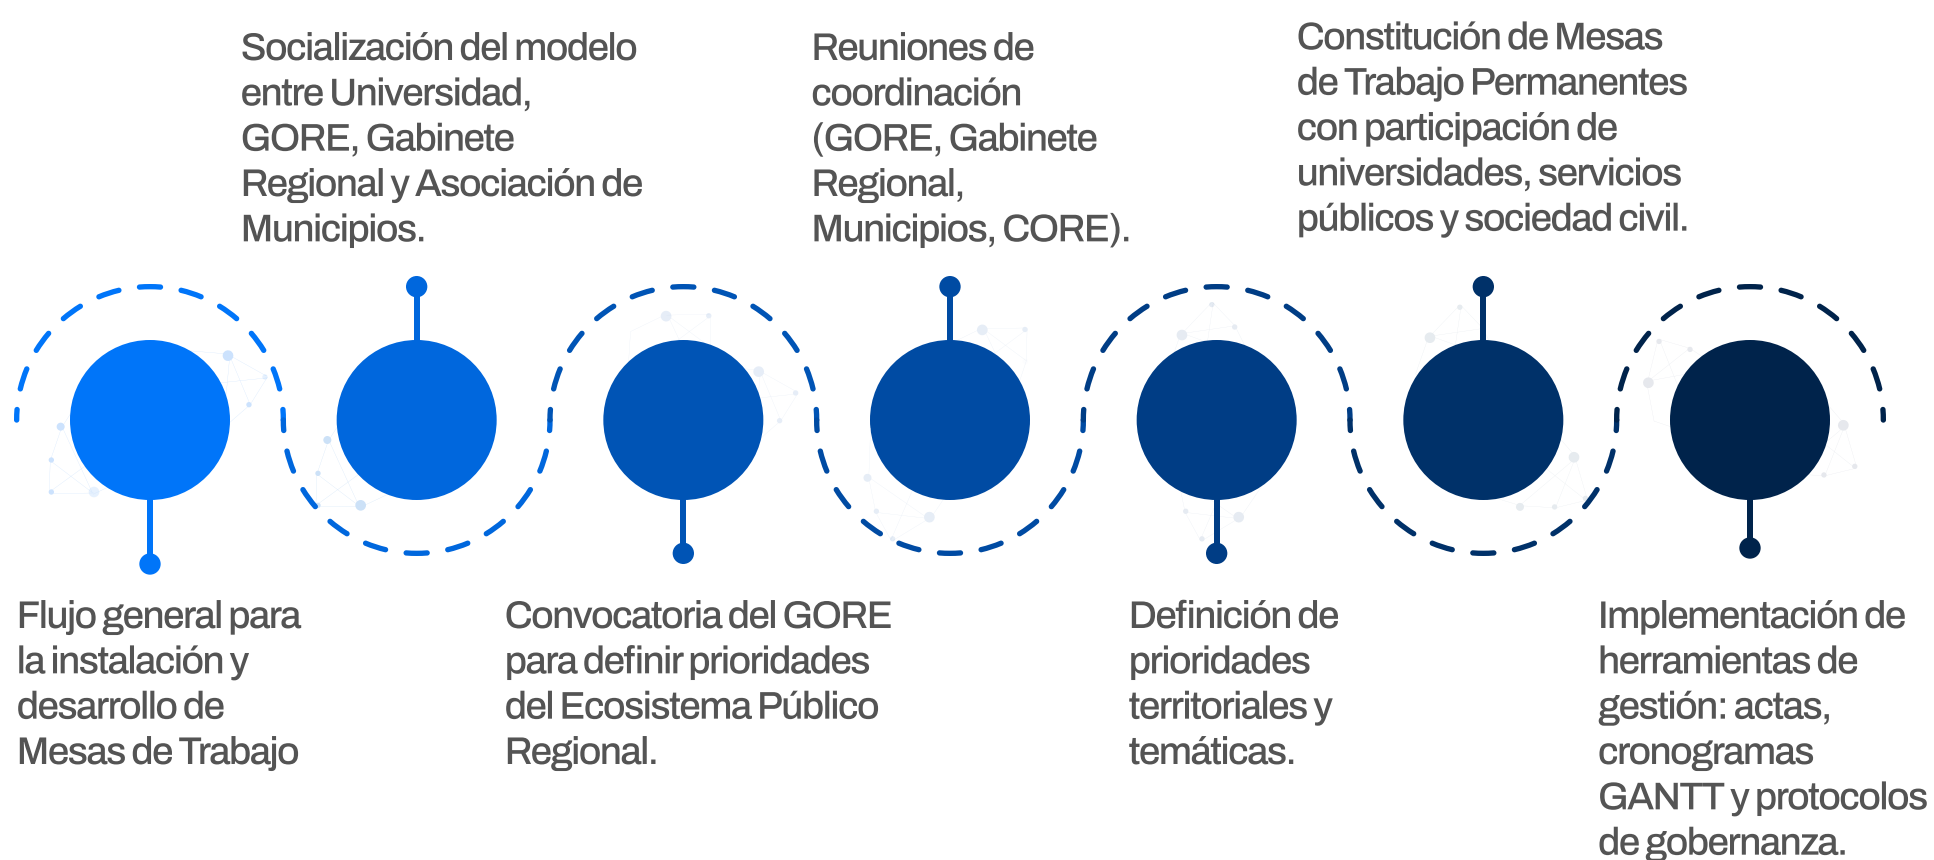 Flujo general para
la instalación y
desarrollo de
Mesas de Trabajo
Socialización del modelo
entre Universidad,
GORE, Gabinete
Regional y Asociación de
Municipios.
Convocatoria del GORE
para definir prioridades
del Ecosistema Público
Regional.
Reuniones de
coordinación
(GORE, Gabinete
Regional,
Municipios, CORE).
Definición de
prioridades
territoriales y
temáticas.
Constitución de Mesas
de Trabajo Permanentes
con participación de
universidades, servicios
públicos y sociedad civil.
Implementación de
herramientas de
gestión: actas,
cronogramas
GANTT y protocolos
de gobernanza.